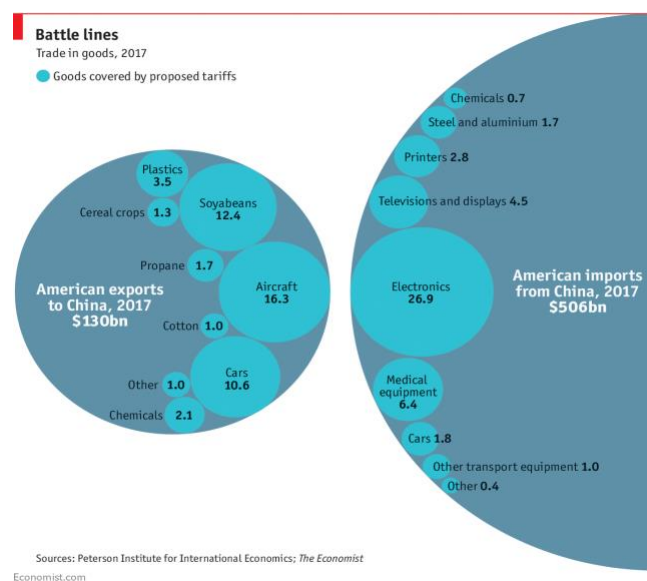 Battle lines
Trade in goods, 2017
Goods covered by proposed tariffs
Plastics
3.5
Soyabeans
12.4
Cereal crops 1.3
Propane 1.7
Aircraft
16.3
American exports
to China, 2017
$130bn
Cotton 1.0
Cars
10.6
Other 1.0
Chemicals 2.1
Chemicals 0.7
Steel and aluminium 1.7
Printers 2.8
Televisions and displays 4.5
Electronics
26.9
American imports
from China, 2017
$506bn
Medical
equipment
6.4
Cars 1.8
Other transport equipment 1.0
Other 0.4
Sources: Peterson Institute for International Economics; The Economist
Economist.com